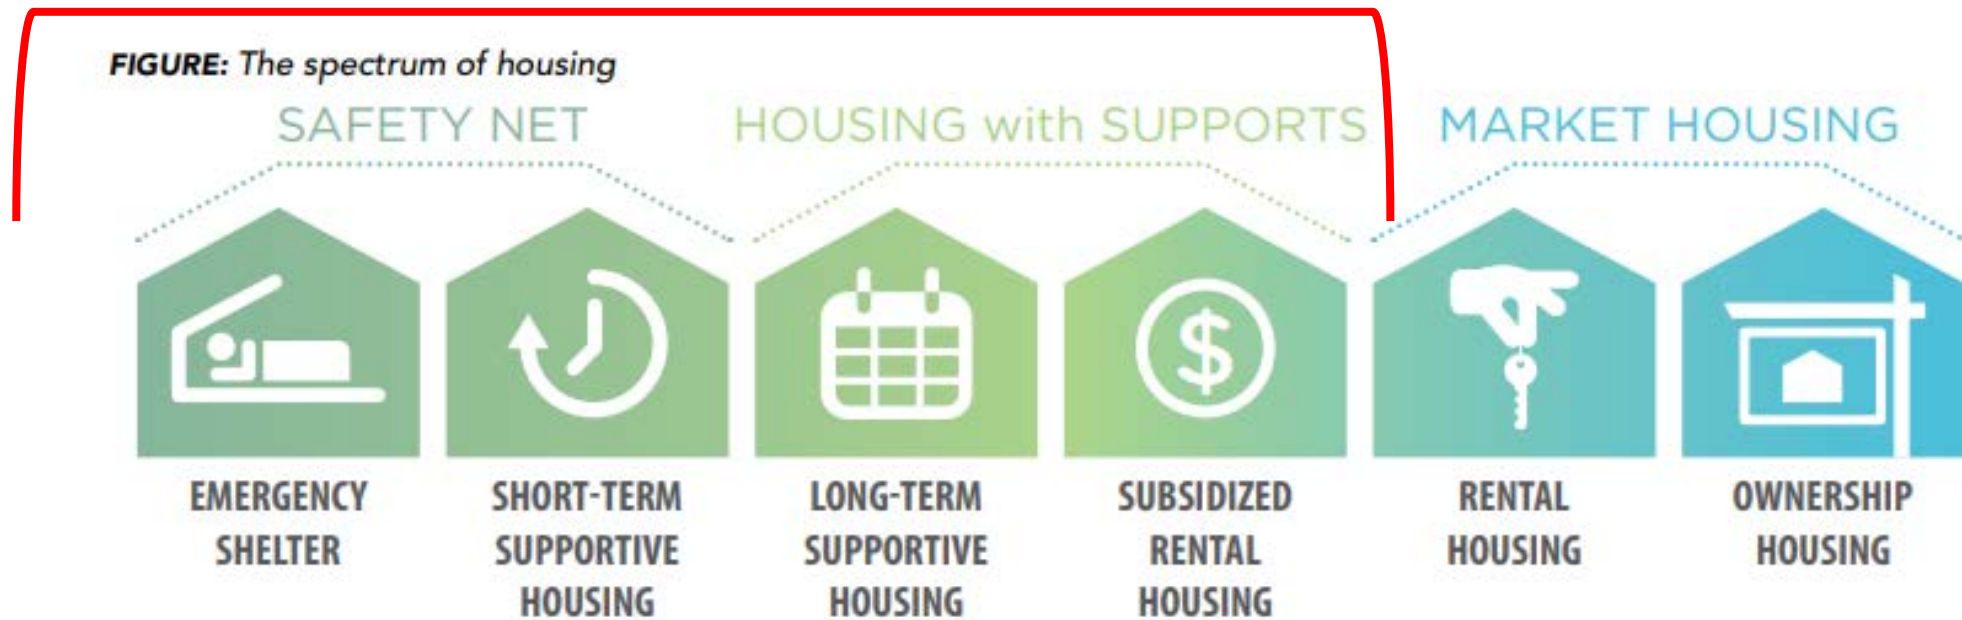 FIGURE: The spectrum of housing
SAFETY NET
HOUSING with SUPPORTS
MARKET HOUSING
$
EMERGENCY
SHELTER
SHORT-TERM
SUPPORTIVE
HOUSING
LONG-TERM
SUPPORTIVE
HOUSING
SUBSIDIZED
RENTAL
HOUSING
RENTAL
HOUSING
OWNERSHIP
HOUSING